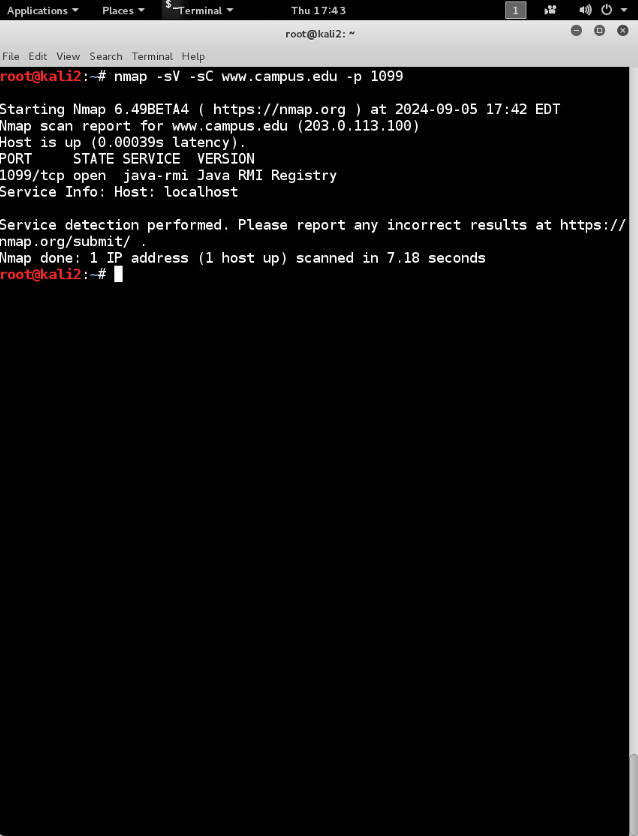 Applications Places $_Terminal Thu 17:43 1
root@kali2: ~
File Edit View Search Terminal Help
root@kali2:~# nmap -sV -sC www.campus.edu -p 1099
Starting Nmap 6.49BETA4 ( https://nmap.org ) at 2024-09-05 17:42 EDT
Nmap scan report for www.campus.edu (203.0.113.100)
Host is up (0.00039s latency).
PORT     STATE SERVICE  VERSION
1099/tcp open  java-rmi Java RMI Registry
Service Info: Host: localhost
Service detection performed. Please report any incorrect results at https://
nmap.org/submit/ .
Nmap done: 1 IP address (1 host up) scanned in 7.18 seconds
root@kali2:~#